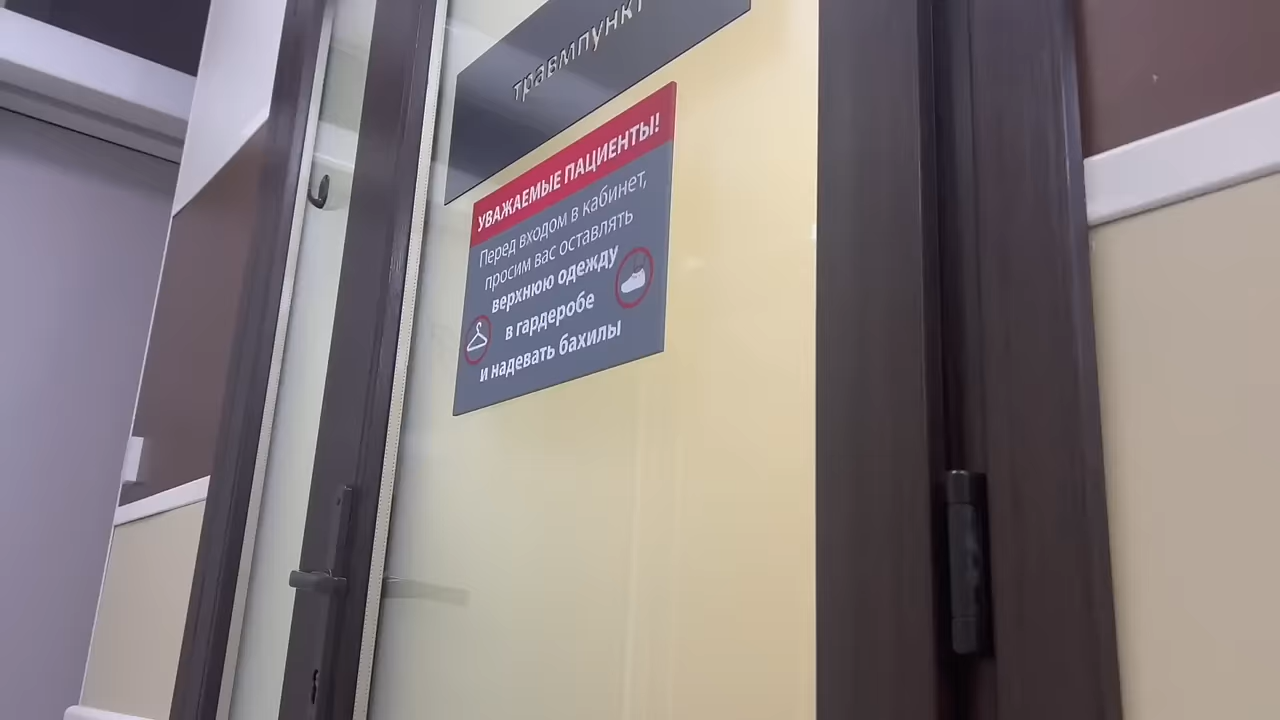 травмпункт
УВАЖАЕМЫЕ ПАЦИЕНТЫ!
Перед входом в кабинет,
просим вас оставлять
верхнюю одежду
в гардеробе
и надевать бахилы